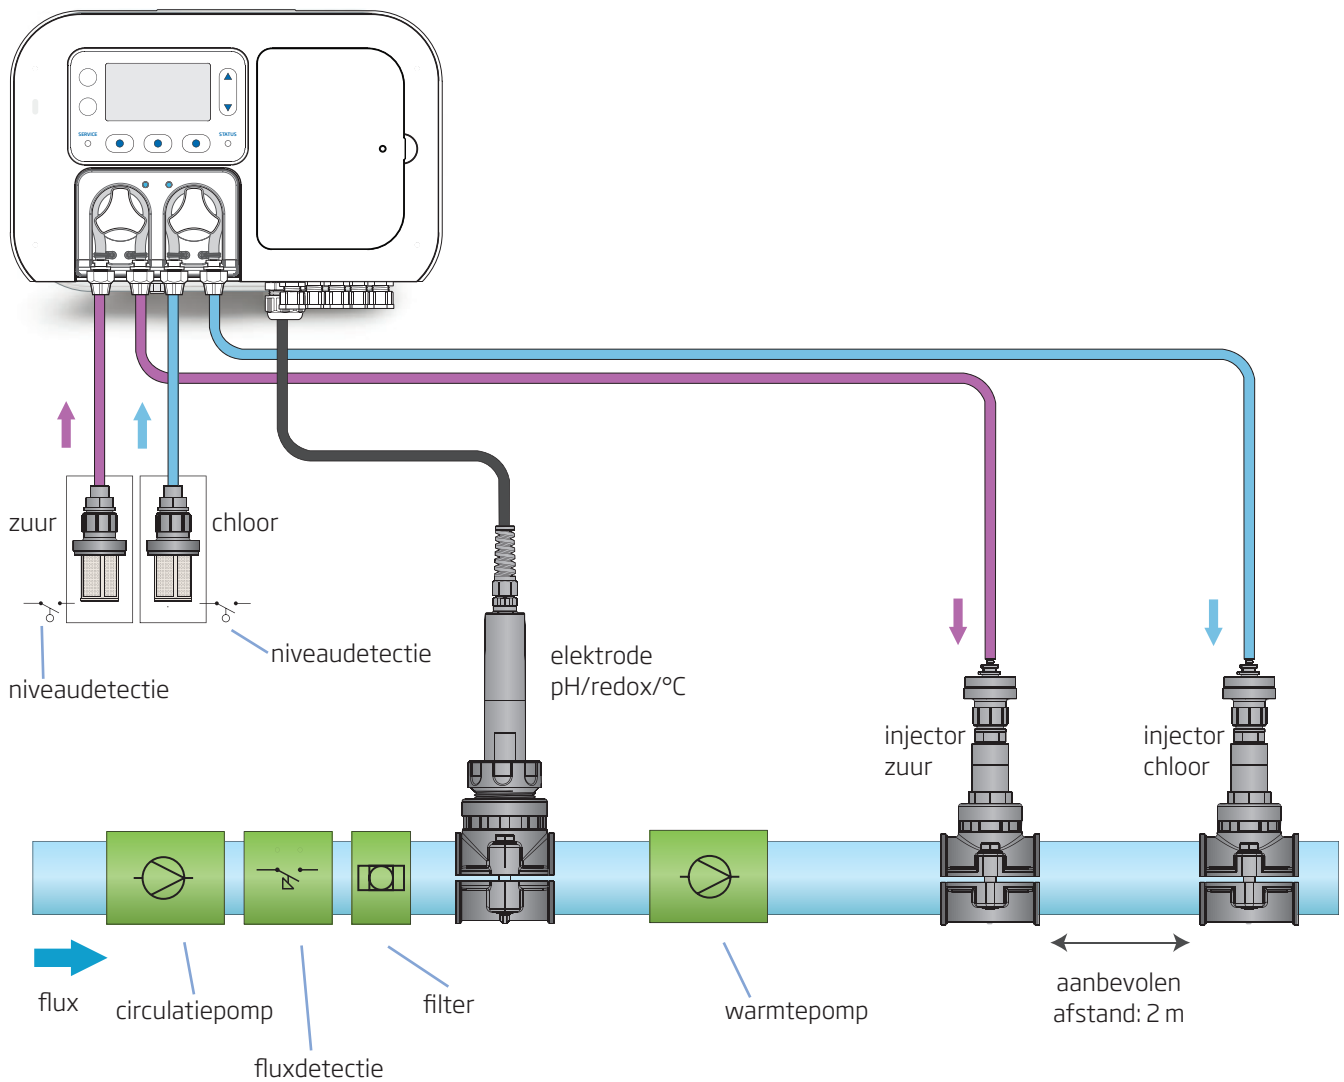 SERVICE
STATUS
zuur
chloor
niveaudetectie
niveaudetectie
elektrode
pH/redox/°C
injector
zuur
injector
chloor
flux
circulatiepomp
fluxdetectie
filter
warmtepomp
aanbevolen
afstand: 2 m